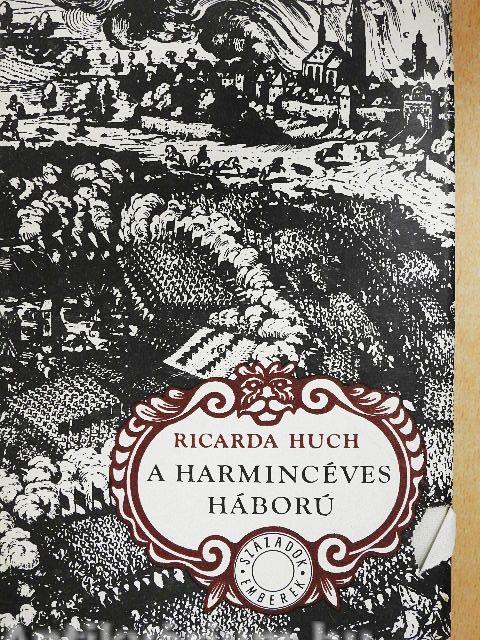 RICARDA HUCH
A HARMINCÉVES
HÁBORÚ
SZÁZADOK
EMBEREK